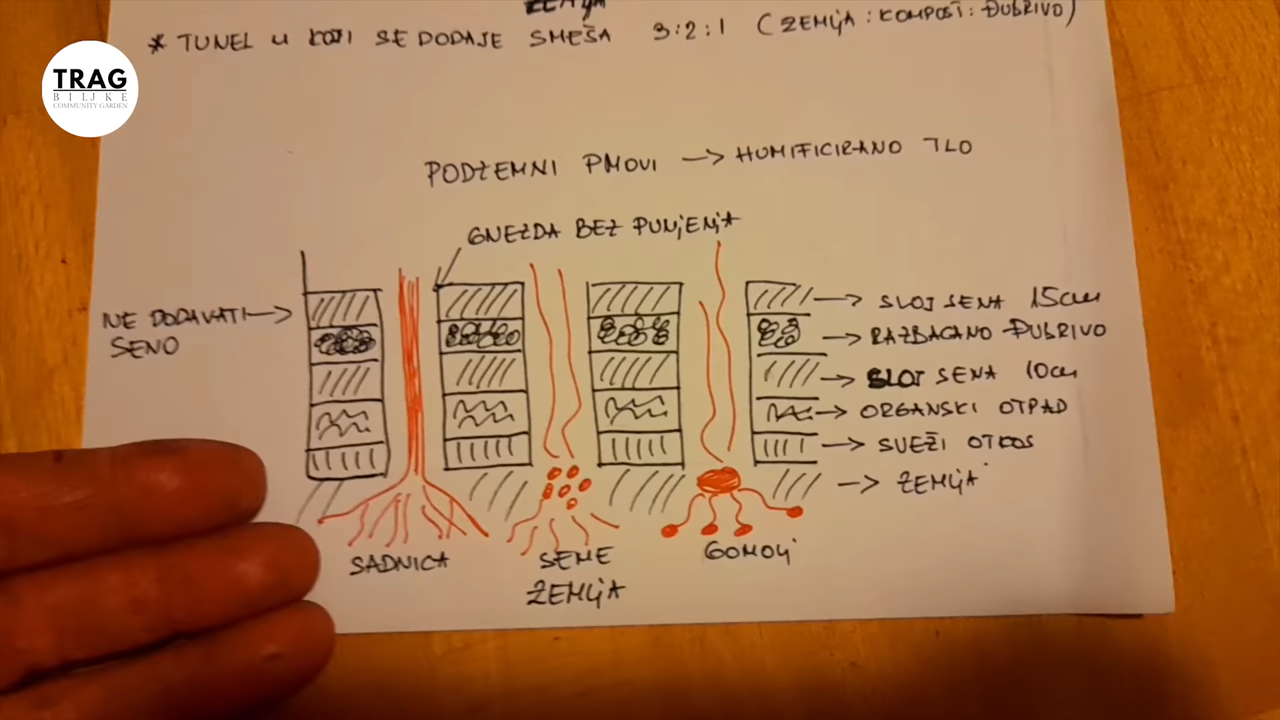 ZEMLJA
* TUNEL U KOJI SE DODAJE SMEŠA 3:2:1 (ZEMLJA : KOMPOST : ĐUBRIVO)
TRAG
BILJKE
COMMUNITY GARDEN
PODZEMNI PMOVI → HUMIFICIRANO TLO
GNEZDA BEZ PUNJENJA
NE DODAVATI →
SENO
→ SLOJ SENA 15cm
→ RAZBACANO ĐUBRIVO
→ SLOJ SENA 10cm
→ ORGANSKI OTPAD
→ SVEŽI OTKOS
→ ZEMLJA
SADNICA
SEME
ZEMLJA
GOMOLJ